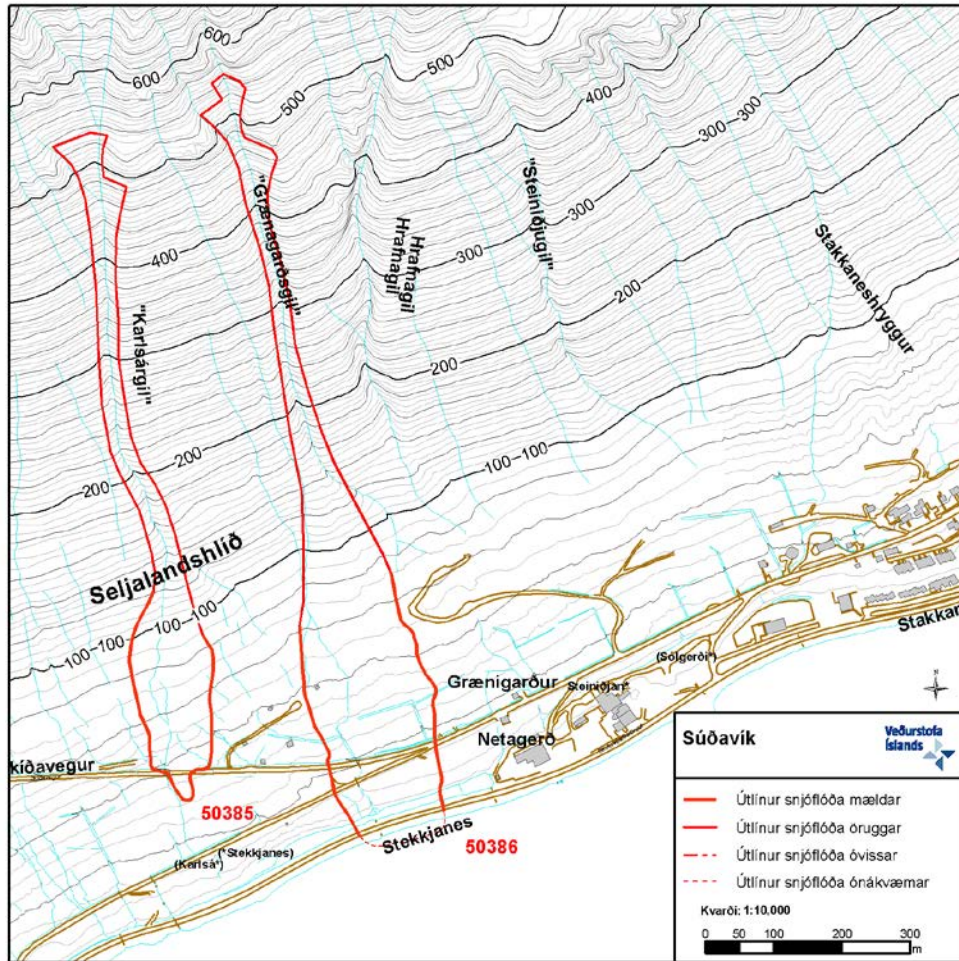 600
600
500
500
400
300
300
"Grænagarðsgil"
"Steiniðjugil"
400
Hrafnagil
Hrafnagil
300
300
Stakkaneshryggur
"Karlsárgil"
200
200
200
100
100
200
Seljalandshlíð
100
100
100
100
(Sólgerði*)
Stakkan
Grænigarður
Steiniðjan*
Netagerð
kíðavegur
50385
Stekkjanes
50386
(*Stekkjanes)
(Karlsá*)
N
Súðavík
Veðurstofa
Íslands
Útlínur snjóflóða mældar
Útlínur snjóflóða öruggar
Útlínur snjóflóða óvissar
Útlínur snjóflóða ónákvæmar
Kvarði: 1:10,000
0 50 100 200 300
m